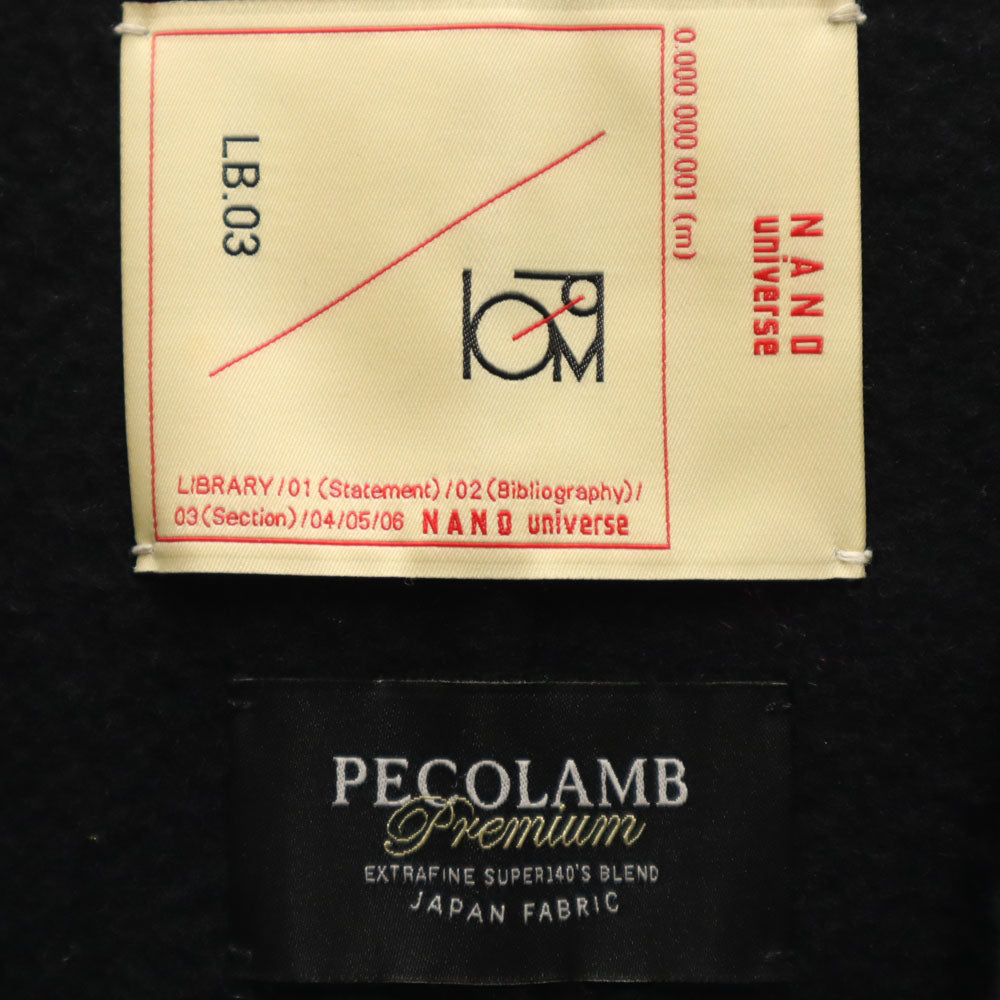 0.000 000 001 (m)
NANO
universe
LB.03
LIBRARY/01 (Statement)/02 (Bibliography)/
03 (Section)/04/05/06 NANO universe
PECOLAMB
Premium
EXTRAFINE SUPER140'S BLEND
JAPAN FABRIC